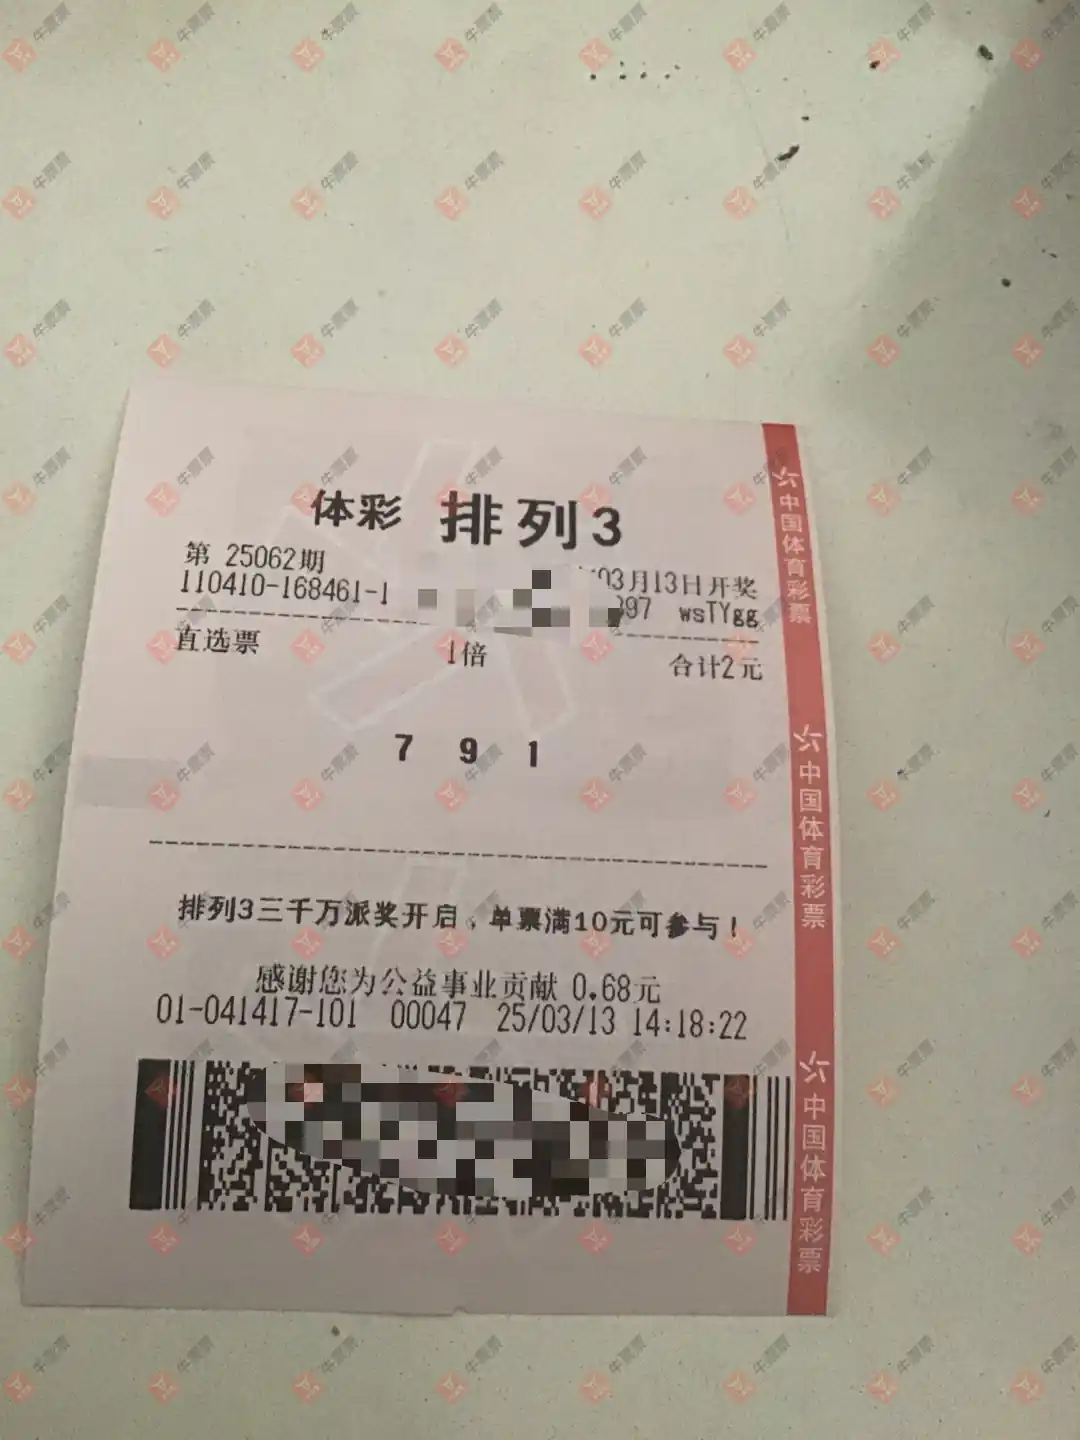 体彩 排列3
第 25062期
03月13日开奖
110410-168461-1
397 wsTYgg
直选票 1倍 合计2元
7 9 1
排列3三千万派奖开启，单票满10元可参与！
感谢您为公益事业贡献 0.68元
01-041417-101 00047 25/03/13 14:18:22
中国体育彩票
中国体育彩票
中国体育彩票
牛票票